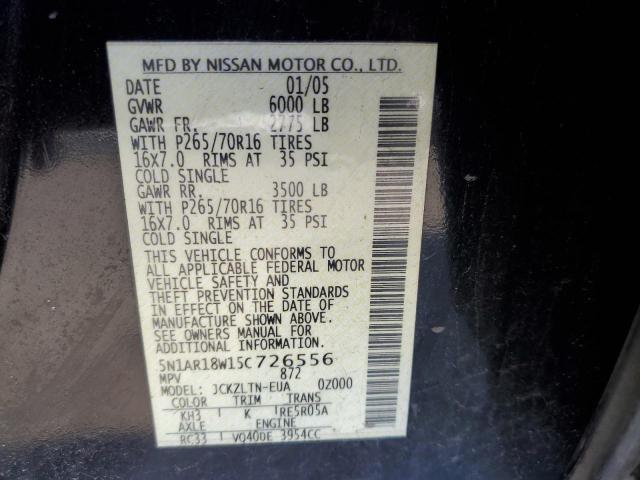 MFD BY NISSAN MOTOR CO., LTD.
DATE 01/05
GVWR 6000 LB
GAWR FR. 2775 LB
WITH P265/70R16 TIRES
16X7.0 RIMS AT 35 PSI
COLD SINGLE
GAWR RR. 3500 LB
WITH P265/70R16 TIRES
16X7.0 RIMS AT 35 PSI
COLD SINGLE
THIS VEHICLE CONFORMS TO
ALL APPLICABLE FEDERAL MOTOR
VEHICLE SAFETY AND
THEFT PREVENTION STANDARDS
IN EFFECT ON THE DATE OF
MANUFACTURE SHOWN ABOVE.
SEE OWNERS MANUAL FOR
ADDITIONAL INFORMATION.
5N1AR18W15C726556
MPV 872
MODEL JCKZLTN-EUA 0Z000
COLOR TRIM TRANS
KH3 K RE5R05A
AXLE ENGINE
RC33 VQ40DE 3954CC